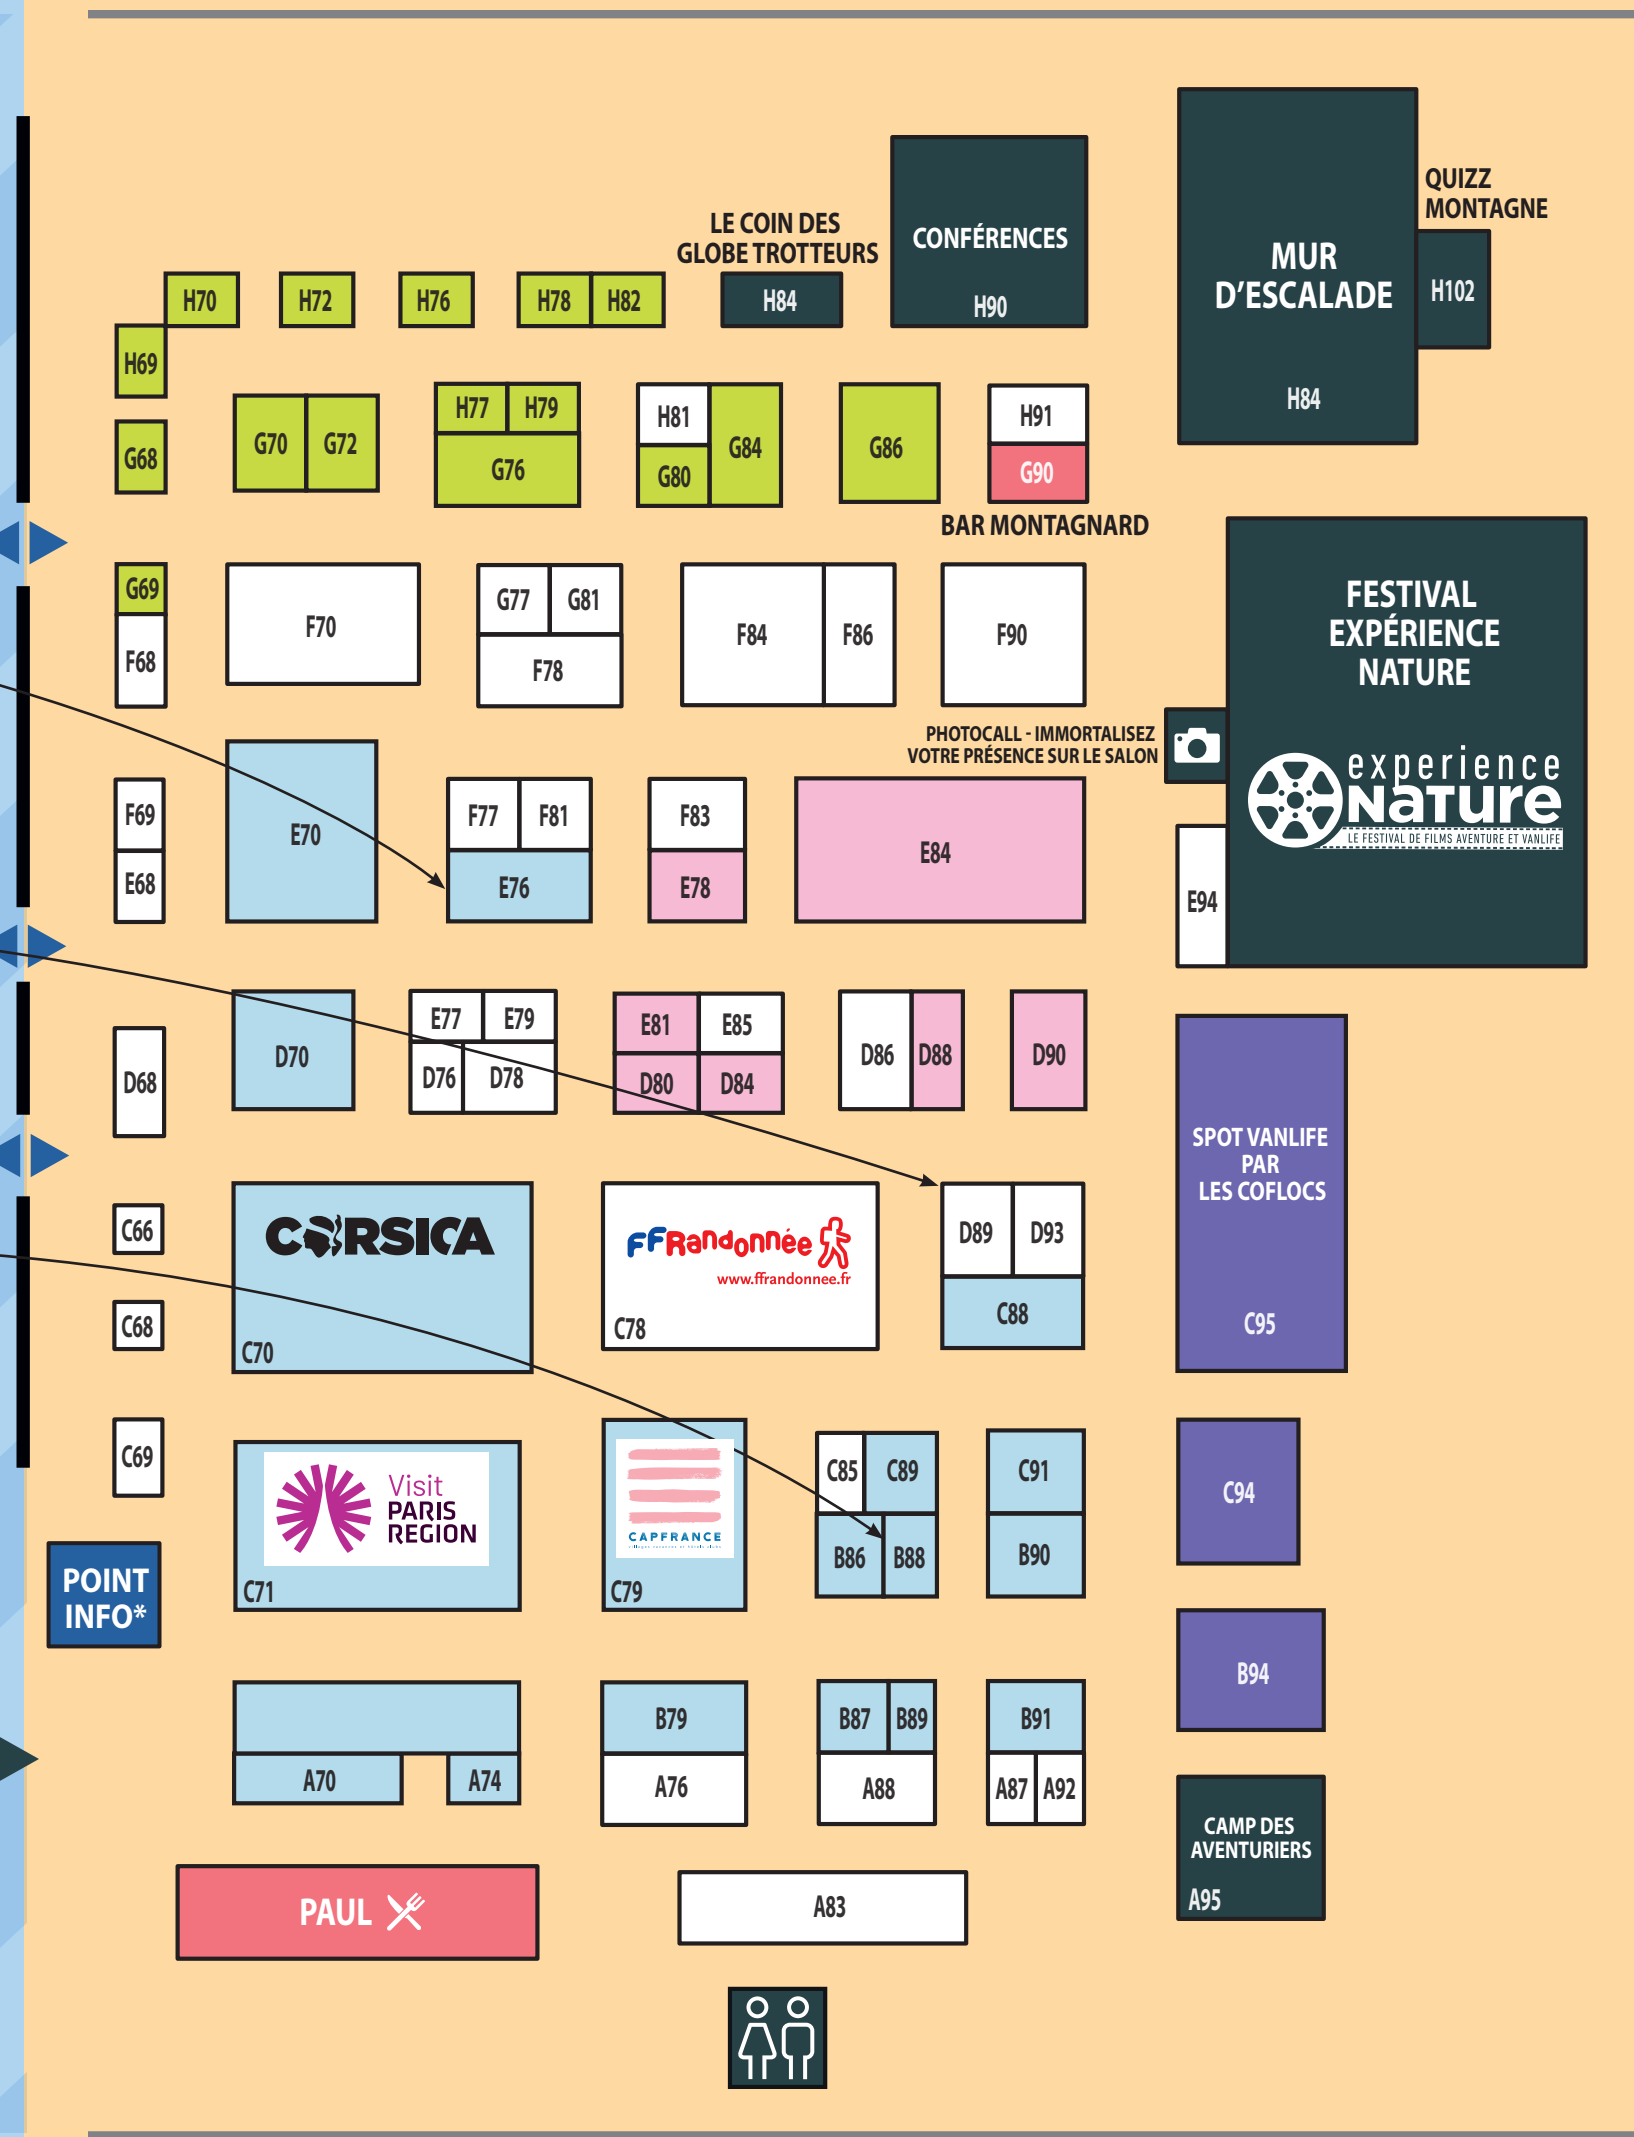 QUIZZ
MONTAGNE
LE COIN DES
GLOBE TROTTEURS
CONFÉRENCES
H90
MUR
D'ESCALADE
H84
H102
H70
H72
H76
H78
H82
H84
H69
G68
G70
G72
H77
H79
G76
H81
G80
G84
G86
H91
G90
BAR MONTAGNARD
G69
F68
F70
G77
G81
F78
F84
F86
F90
FESTIVAL
EXPÉRIENCE
NATURE
PHOTOCALL - IMMORTALISEZ
VOTRE PRÉSENCE SUR LE SALON
experience
NaTure
LE FESTIVAL DE FILMS AVENTURE ET VANLIFE
F69
E68
E70
F77
F81
E76
F83
E78
E84
E94
D68
D70
E77
E79
D76
D78
E81
E85
D80
D84
D86
D88
D90
SPOT VANLIFE
PAR
LES COFLOCS
C95
C66
C68
CORSICA
C70
FFRandonnée
www.ffrandonnee.fr
C78
D89
D93
C88
C69
Visit
PARIS
REGION
C71
CAPFRANCE
C79
C85
C89
B86
B88
C91
B90
C94
POINT
INFO*
B94
A70
A74
B79
A76
B87
B89
A88
B91
A87
A92
CAMP DES
AVENTURIERS
A95
PAUL
A83